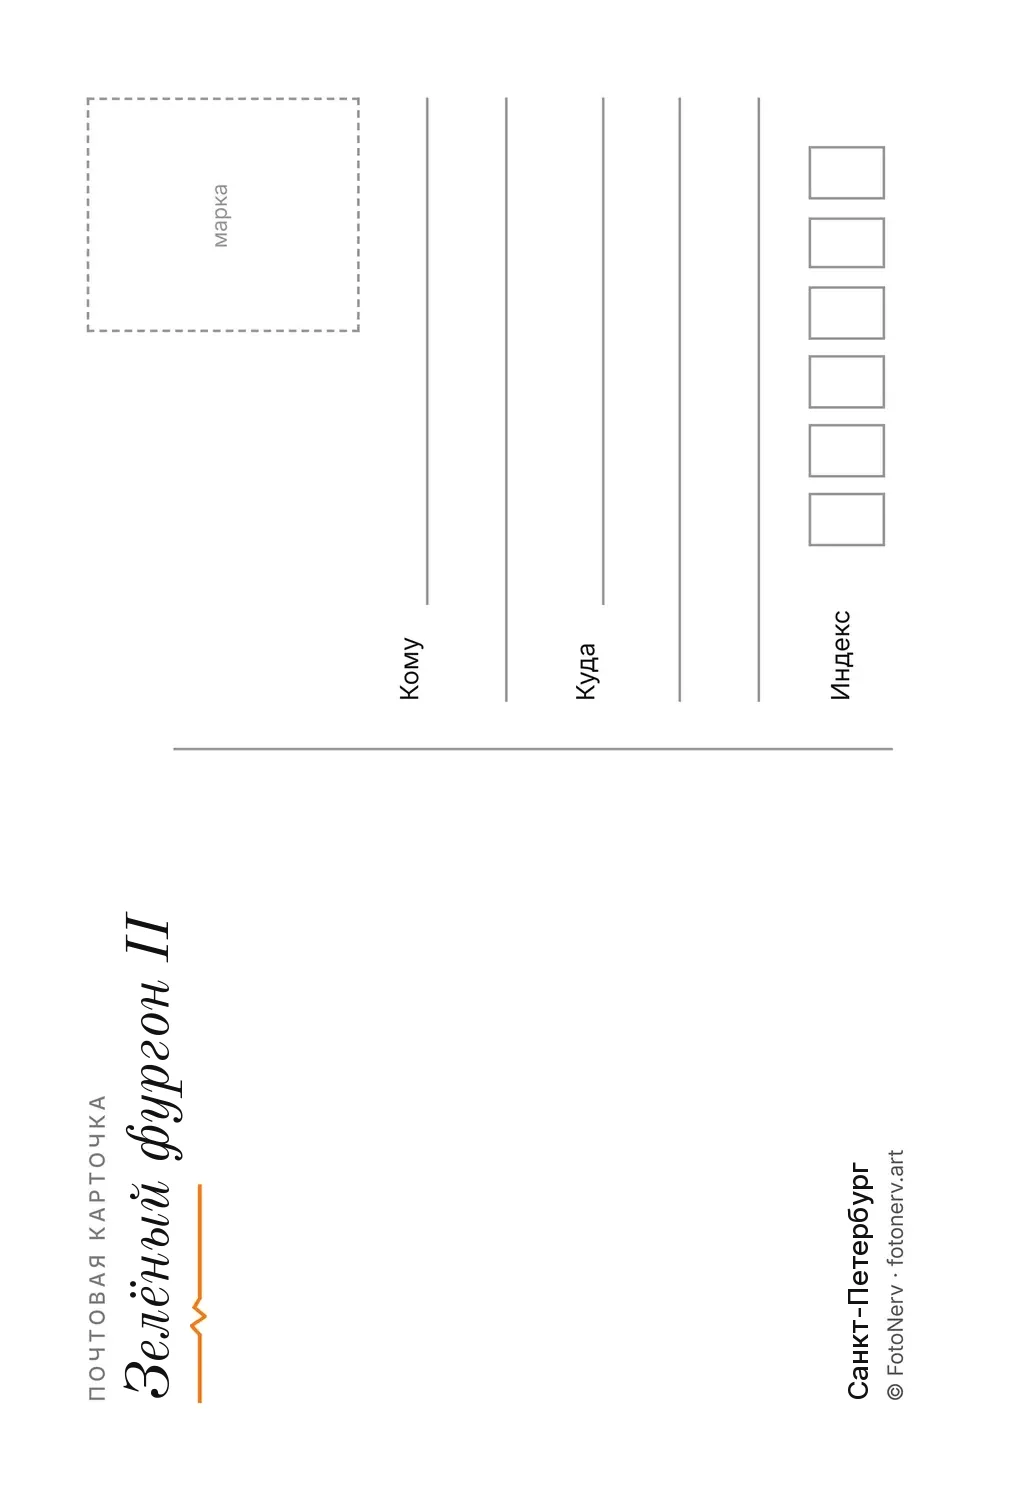 ПОЧТОВАЯ КАРТОЧКА
Зелёный фургон II
Санкт-Петербург
© FotoNerv · fotonerv.art
марка
Кому
Куда
Индекс